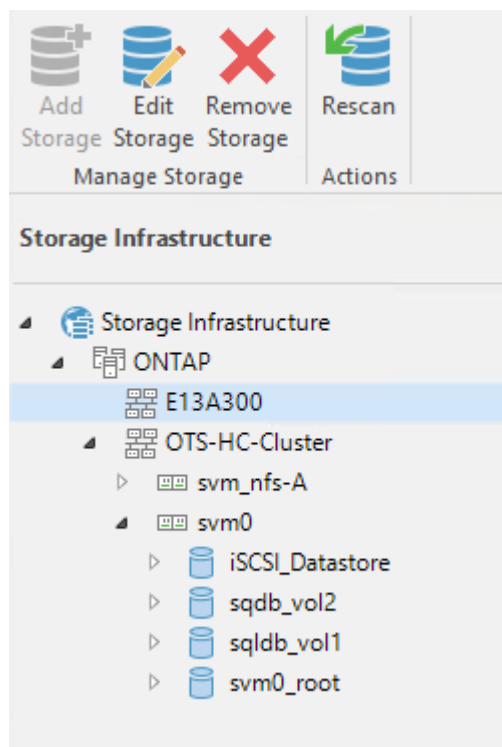 Add Storage
Edit Storage
Remove Storage
Rescan
Manage Storage
Actions
Storage Infrastructure
Storage Infrastructure
ONTAP
E13A300
OTS-HC-Cluster
svm_nfs-A
svm0
iSCSI_Datastore
sqdb_vol2
sqldb_vol1
svm0_root